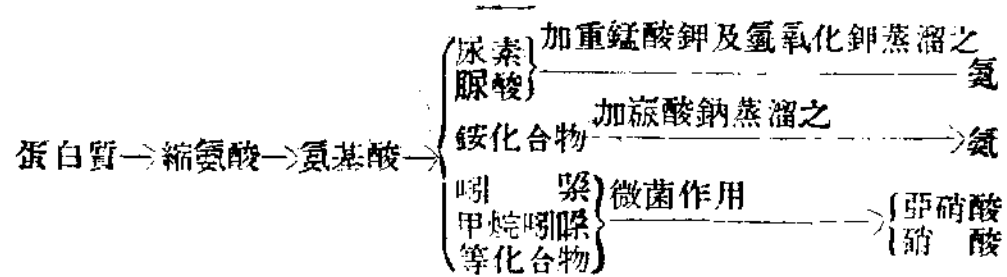 尿素 加重錳酸鉀及氫氧化鉀蒸溜之
脲酸 氨
銨化合物 加炭酸鈉蒸溜之 氨
蛋白質→縮氨酸→氨基酸→
吲哚 微菌作用 亞硝酸
甲烷吲哚 硝酸
等化合物